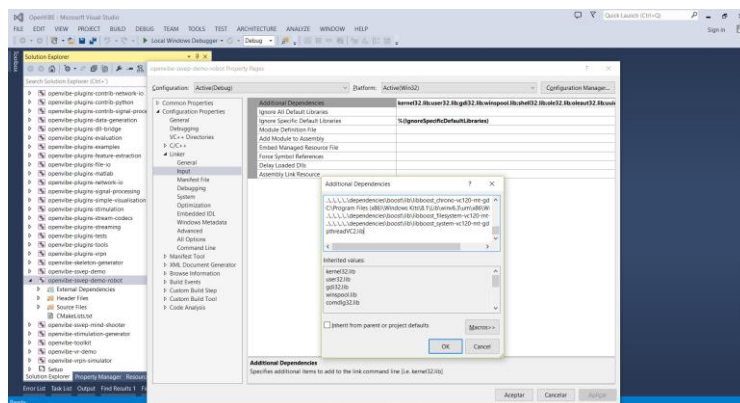 OpenViBE - Microsoft Visual Studio
Quick Launch (Ctrl+Q)
FILE EDIT VIEW PROJECT BUILD DEBUG TEAM TOOLS TEST ARCHITECTURE ANALYZE WINDOW HELP
Sign in
Local Windows Debugger
Debug
Toolbox
Solution Explorer
Search Solution Explorer (Ctrl+')
openvibe-plugins-contrib-network-io
openvibe-plugins-contrib-python
openvibe-plugins-contrib-signal-proce
openvibe-plugins-data-generation
openvibe-plugins-dll-bridge
openvibe-plugins-evaluation
openvibe-plugins-examples
openvibe-plugins-feature-extraction
openvibe-plugins-file-io
openvibe-plugins-matlab
openvibe-plugins-network-io
openvibe-plugins-signal-processing
openvibe-plugins-simple-visualisation
openvibe-plugins-stimulation
openvibe-plugins-stream-codecs
openvibe-plugins-streaming
openvibe-plugins-tests
openvibe-plugins-tools
openvibe-plugins-vrpn
openvibe-skeleton-generator
openvibe-ssvep-demo
openvibe-ssvep-demo-robot
External Dependencies
Header Files
Source Files
CMakeLists.txt
openvibe-ssvep-mind-shooter
openvibe-stimulation-generator
openvibe-toolkit
openvibe-vr-demo
openvibe-vrpn-simulator
Setup
Solution Explorer Property Manager
Error List Task List Output Find Results 1
openvibe-ssvep-demo-robot Property Pages
Configuration: Active(Debug)
Platform: Active(Win32)
Configuration Manager...
Common Properties
Configuration Properties
General
Debugging
VC++ Directories
C/C++
Linker
General
Input
Manifest File
Debugging
System
Optimization
Embedded IDL
Windows Metadata
Advanced
All Options
Command Line
Manifest Tool
XML Document Generator
Browse Information
Build Events
Custom Build Step
Custom Build Tool
Code Analysis
Additional Dependencies
kernel32.lib;user32.lib;gdi32.lib;winspool.lib;shell32.lib;ole32.lib;oleaut32.lib;uuid
Ignore All Default Libraries
Ignore Specific Default Libraries
%(IgnoreSpecificDefaultLibraries)
Module Definition File
Add Module to Assembly
Embed Managed Resource File
Force Symbol References
Delay Loaded Dlls
Assembly Link Resource
Additional Dependencies
pthreadVC2.lib
Inherited values:
kernel32.lib
user32.lib
gdi32.lib
winspool.lib
comdlg32.lib
Inherit from parent or project defaults
Macros>>
OK
Cancel
Additional Dependencies
Specifies additional items to add to the link command line [i.e. kernel32.lib]
Aceptar
Cancelar
Aplicar